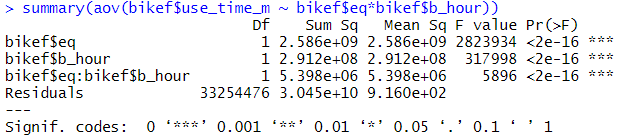 > summary(aov(bikef$use_time_m ~ bikef$eq*bikef$b_hour))
Df Sum Sq Mean Sq F value Pr(>F)
bikef$eq 1 2.586e+09 2.586e+09 2823934 <2e-16 ***
bikef$b_hour 1 2.912e+08 2.912e+08 317998 <2e-16 ***
bikef$eq:bikef$b_hour 1 5.398e+06 5.398e+06 5896 <2e-16 ***
Residuals 33254476 3.045e+10 9.160e+02
---
Signif. codes: 0 ‘***’ 0.001 ‘**’ 0.01 ‘*’ 0.05 ‘.’ 0.1 ‘ ’ 1